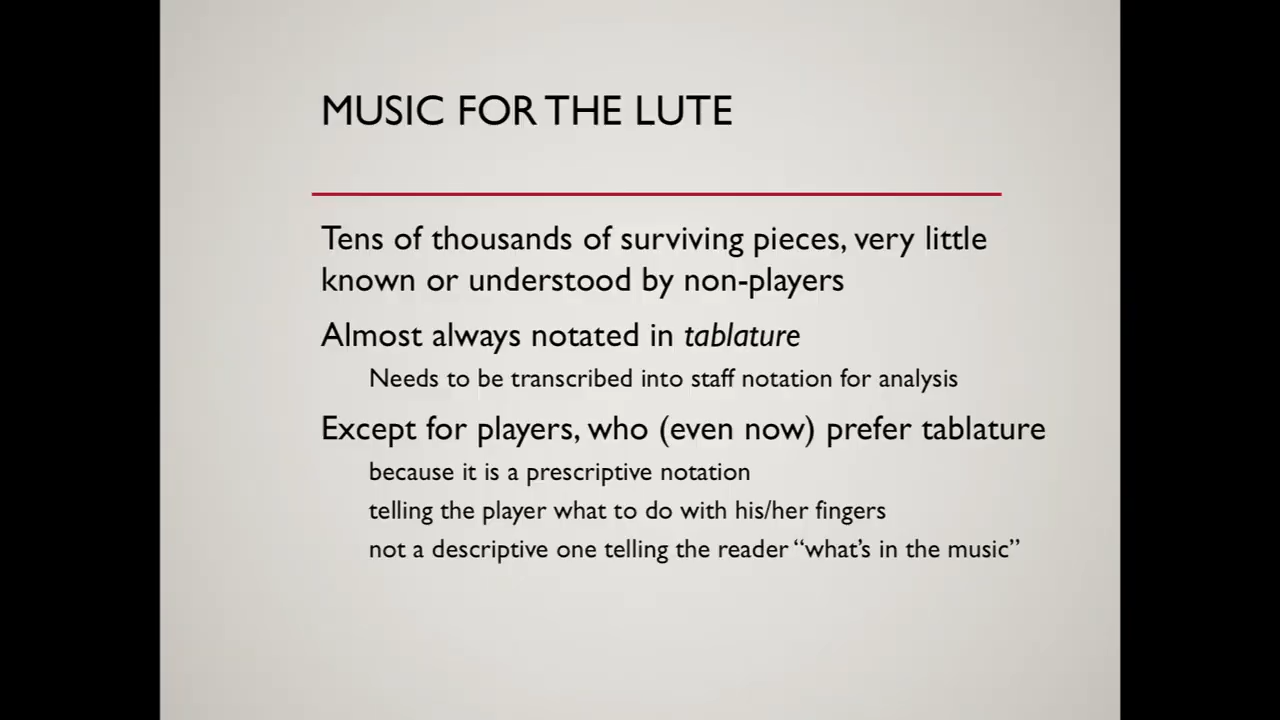 MUSIC FOR THE LUTE
Tens of thousands of surviving pieces, very little
known or understood by non-players
Almost always notated in tablature
Needs to be transcribed into staff notation for analysis
Except for players, who (even now) prefer tablature
because it is a prescriptive notation
telling the player what to do with his/her fingers
not a descriptive one telling the reader “what’s in the music”